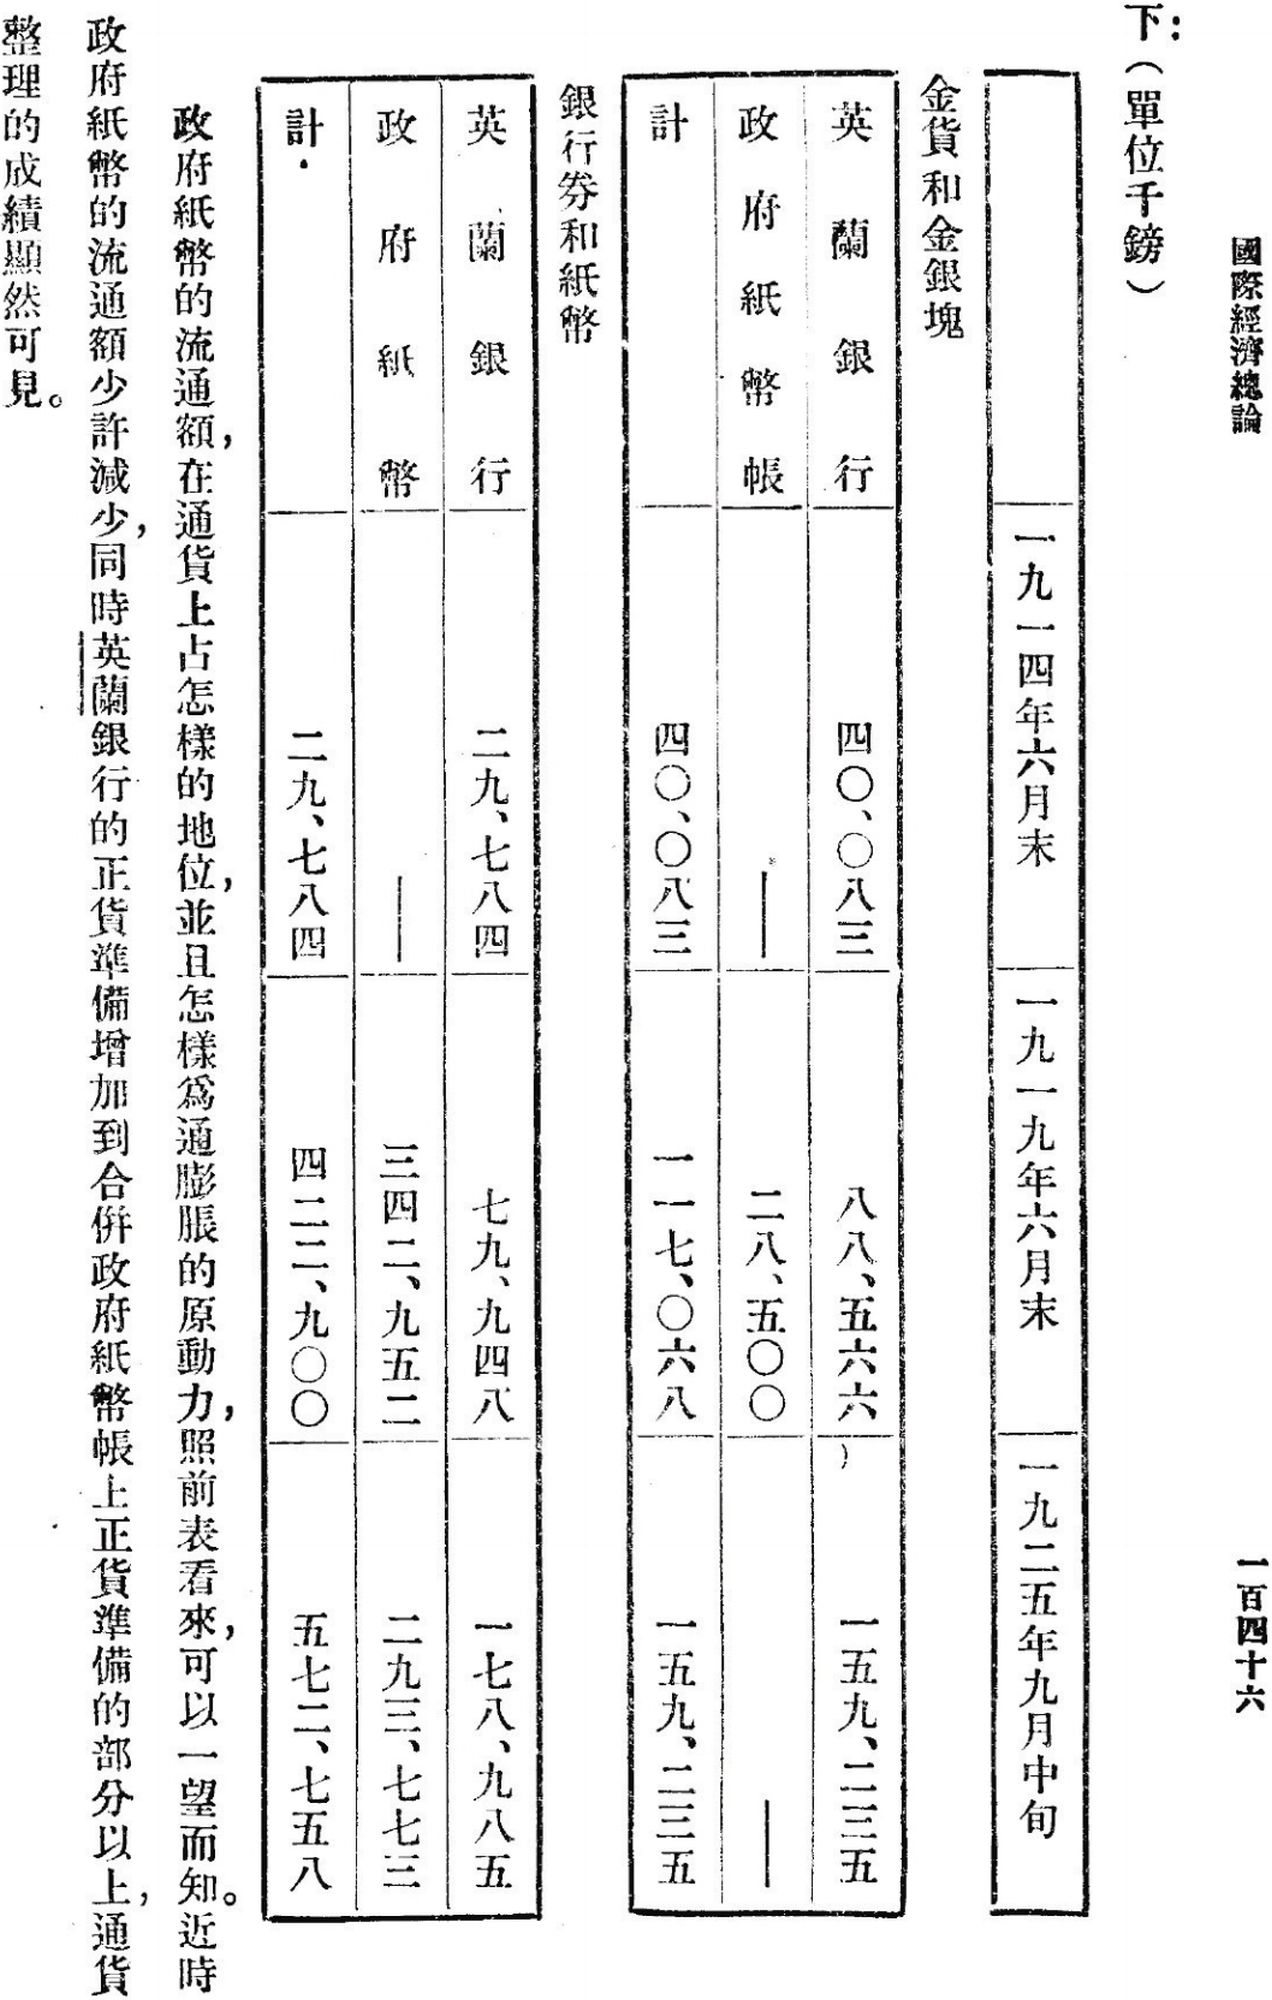 國際經濟總論
一百四十六
下：（單位千鎊）
一九一四年六月末
一九一九年六月末
一九二五年九月中旬
金貨和金銀塊
英蘭銀行
四〇、〇八三
八八、五六六
一五九、二三五
政府紙幣帳
——
二八、五〇〇
——
計
四〇、〇八三
一一七、〇六八
一五九、二三五
銀行券和紙幣
英蘭銀行
二九、七八四
七九、九四八
一七八、九八五
政府紙幣
——
三四二、九五二
二九三、七七三
計
二九、七八四
四二二、九〇〇
五七二、七五八
政府紙幣的流通額，在通貨上占怎樣的地位，並且怎樣爲通膨脹的原動力，照前表看來，可以一望而知。近時
政府紙幣的流通額少許減少，同時英蘭銀行的正貨準備增加到合併政府紙幣帳上正貨準備的部分以上，通貨
整理的成績顯然可見。